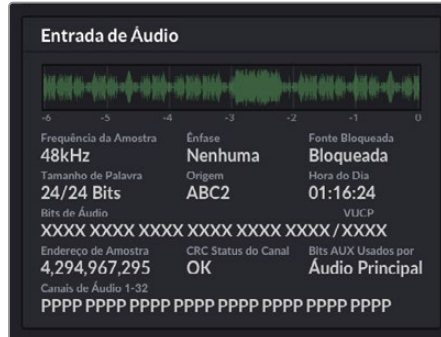 Entrada de Áudio
-6 -5 -4 -3 -2 -1 0
Frequência da Amostra Ênfase Fonte Bloqueada
48kHz Nenhuma Bloqueada
Tamanho de Palavra Origem Hora do Dia
24/24 Bits ABC2 01:16:24
Bits de Áudio VUCP
XXXX XXXX XXXX XXXX XXXX XXXX/XXXX
Endereço de Amostra CRC Status do Canal Bits AUX Usados por
4,294,967,295 OK Áudio Principal
Canais de Áudio 1-32
PPPP PPPP PPPP PPPP PPPP PPPP PPPP PPPP